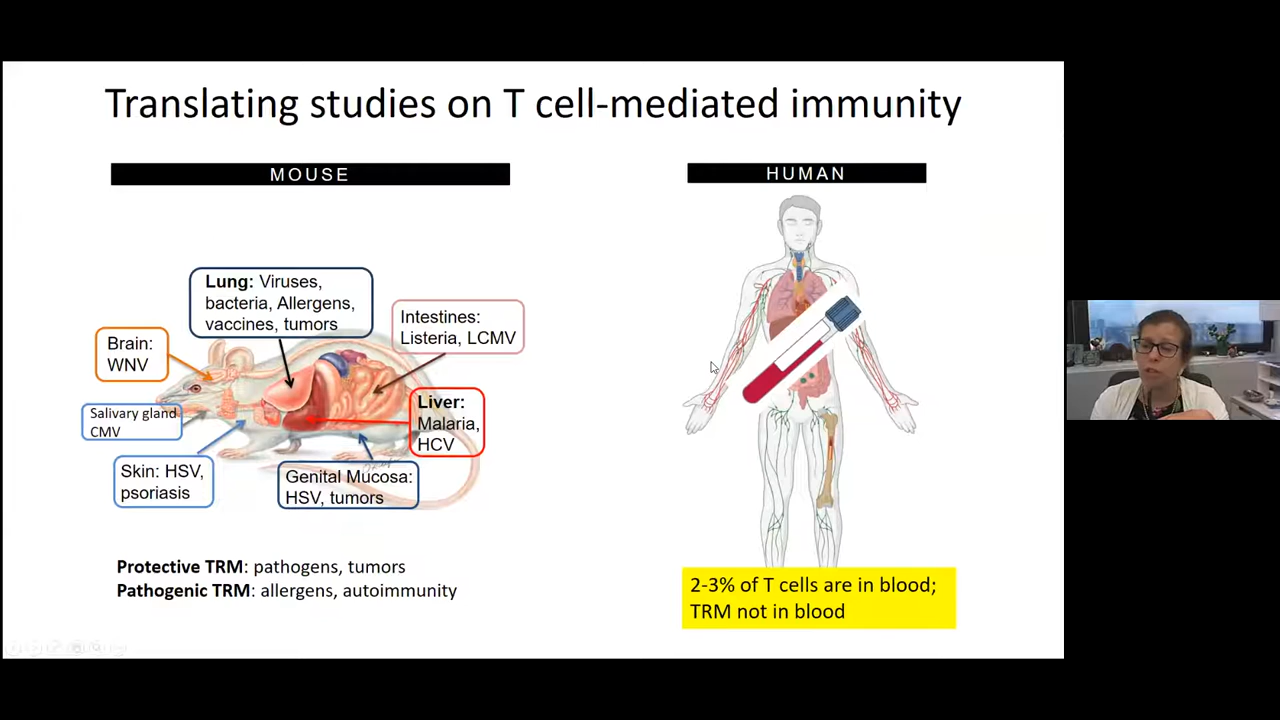 Translating studies on T cell-mediated immunity
MOUSE
Lung: Viruses,
bacteria, Allergens,
vaccines, tumors
Intestines:
Listeria, LCMV
Brain:
WNV
Liver:
Malaria,
HCV
Salivary gland
CMV
Skin: HSV,
psoriasis
Genital Mucosa:
HSV, tumors
Protective TRM: pathogens, tumors
Pathogenic TRM: allergens, autoimmunity
HUMAN
2-3% of T cells are in blood;
TRM not in blood